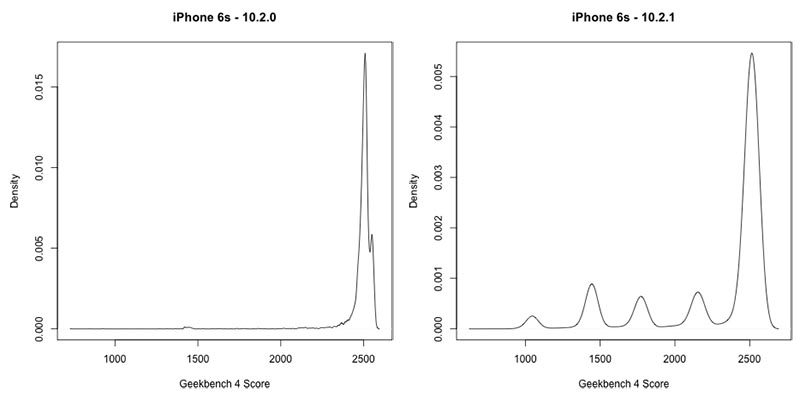 iPhone 6s - 10.2.0
Density
0.000
0.005
0.010
0.015
1000 1500 2000 2500
Geekbench 4 Score
iPhone 6s - 10.2.1
Density
0.000
0.001
0.002
0.003
0.004
0.005
1000 1500 2000 2500
Geekbench 4 Score